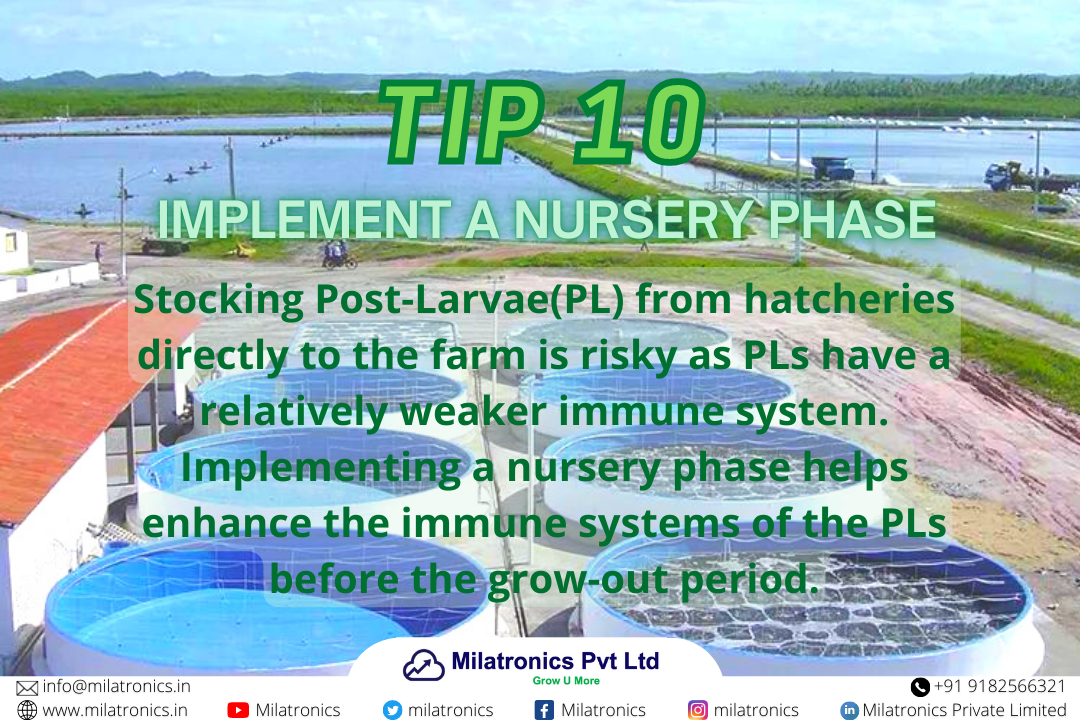 TIP 10
IMPLEMENT A NURSERY PHASE
Stocking Post-Larvae(PL) from hatcheries
directly to the farm is risky as PLs have a
relatively weaker immune system.
Implementing a nursery phase helps
enhance the immune systems of the PLs
before the grow-out period.
Milatronics Pvt Ltd
Grow U More
info@milatronics.in
+91 9182566321
www.milatronics.in
Milatronics
milatronics
Milatronics
milatronics
Milatronics Private Limited